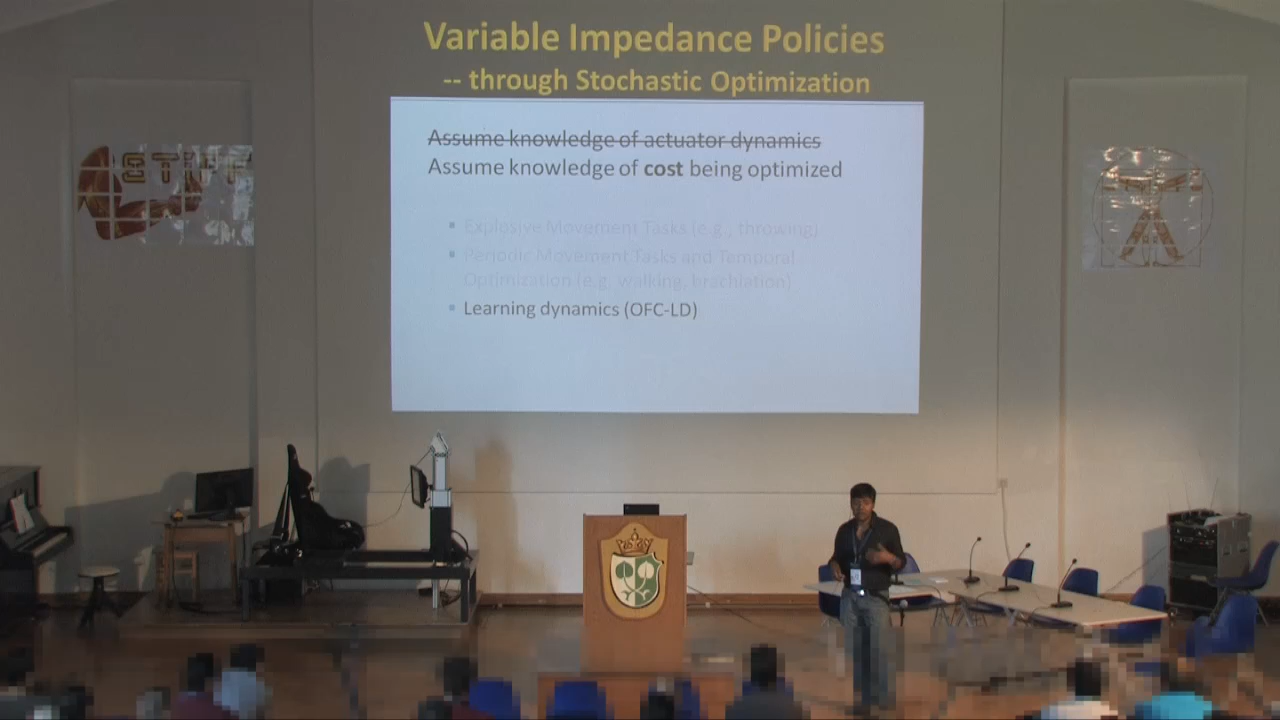 Variable Impedance Policies
-- through Stochastic Optimization
Assume knowledge of actuator dynamics
Assume knowledge of cost being optimized
Explosive Movement Tasks (e.g., throwing)
Periodic Movement Tasks and Temporal
Optimization (e.g. walking, brachiation)
Learning dynamics (OFC-LD)
STIFF